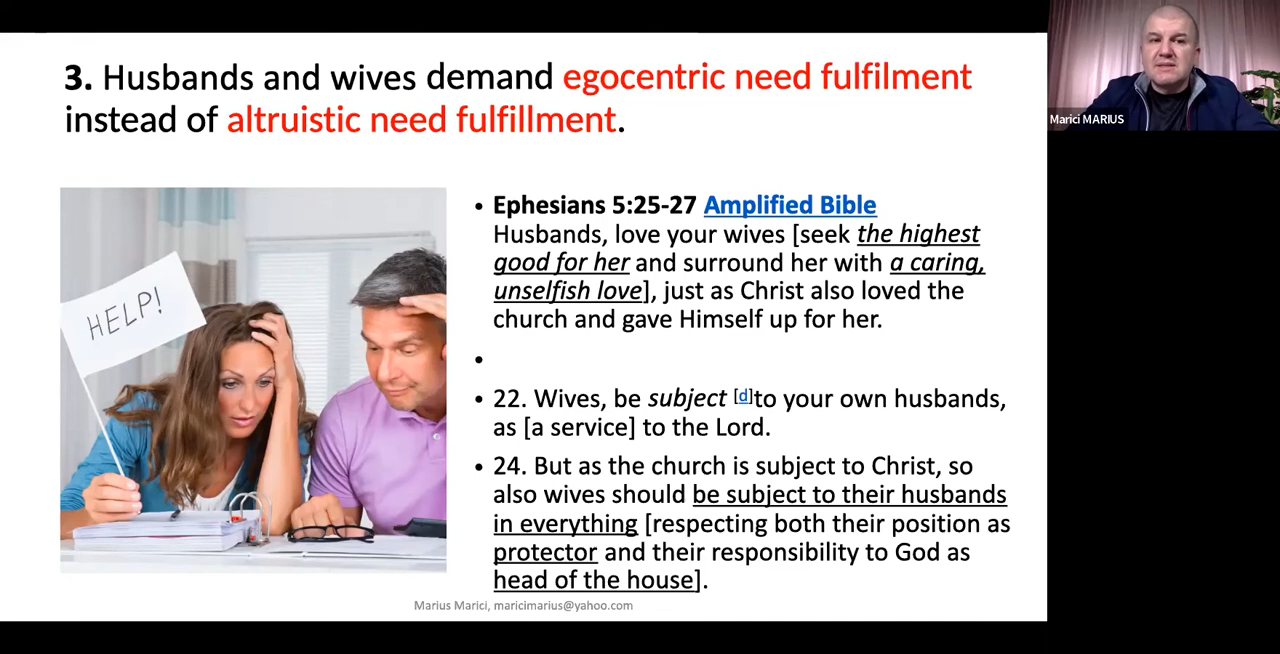 3. Husbands and wives demand egocentric need fulfilment
instead of altruistic need fulfillment.
Marici MARIUS
HELP!
• Ephesians 5:25-27 Amplified Bible
Husbands, love your wives [seek the highest
good for her and surround her with a caring,
unselfish love], just as Christ also loved the
church and gave Himself up for her.
•
• 22. Wives, be subject [d]to your own husbands,
as [a service] to the Lord.
• 24. But as the church is subject to Christ, so
also wives should be subject to their husbands
in everything [respecting both their position as
protector and their responsibility to God as
head of the house].
Marius Marici, maricimarius@yahoo.com